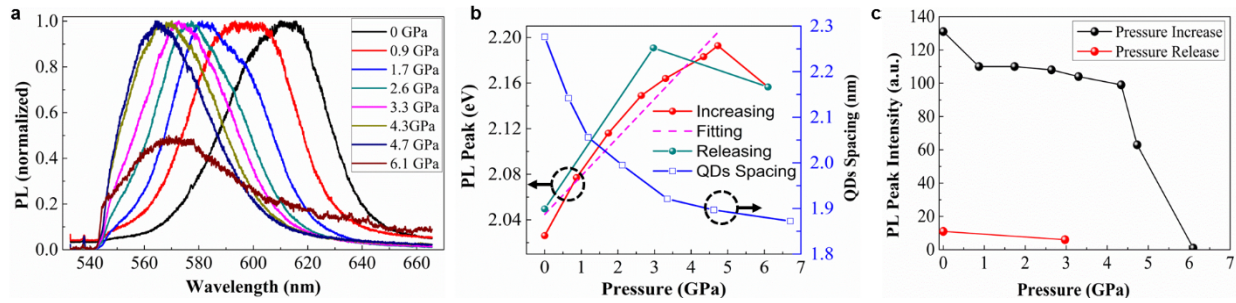 a
PL (normalized)
1.0
0.8
0.6
0.4
0.2
0.0
0 GPa
0.9 GPa
1.7 GPa
2.6 GPa
3.3 GPa
4.3GPa
4.7 GPa
6.1 GPa
540 560 580 600 620 640 660
Wavelength (nm)
b
PL Peak (eV)
2.20
2.16
2.12
2.08
2.04
Increasing
Fitting
Releasing
QDs Spacing
2.3
2.2
2.1
2.0
1.9
1.8
QDs Spacing (nm)
0 1 2 3 4 5 6 7
Pressure (GPa)
c
PL Peak Intensity (a.u.)
140
120
100
80
60
40
20
0
Pressure Increase
Pressure Release
0 1 2 3 4 5 6 7
Pressure (GPa)